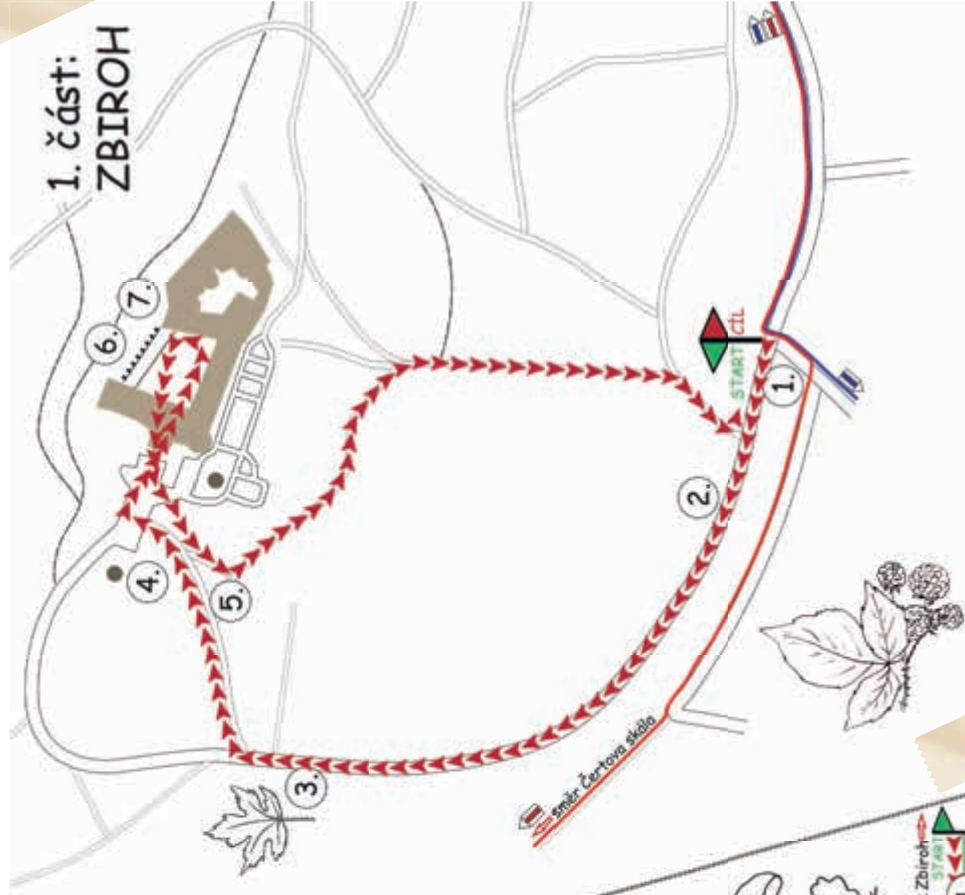 1. část:
ZBIROH
7.
6.
CÍL
START
1.
2.
4.
5.
3.
směr Čertova skála
Zbiroh
START